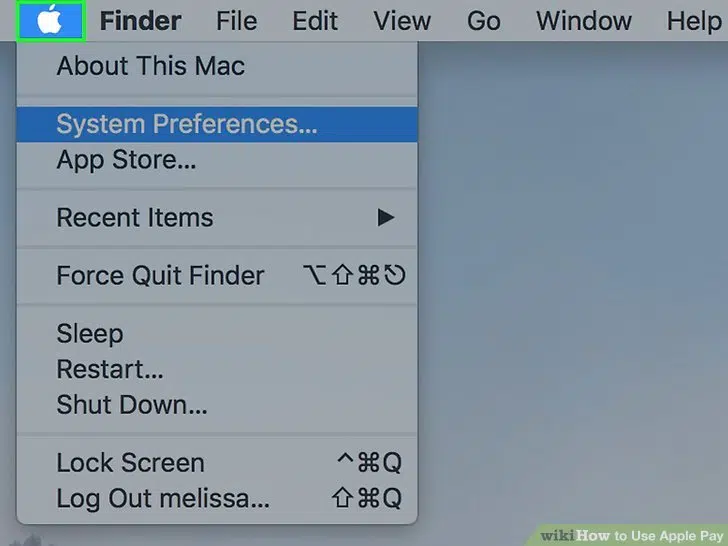 Finder File Edit View Go Window Help
About This Mac
System Preferences...
App Store...
Recent Items ▶
Force Quit Finder ⌥⇧⌘⎋
Sleep
Restart...
Shut Down...
Lock Screen ^⌘Q
Log Out melissa... ⇧⌘Q
wikiHow to Use Apple Pay